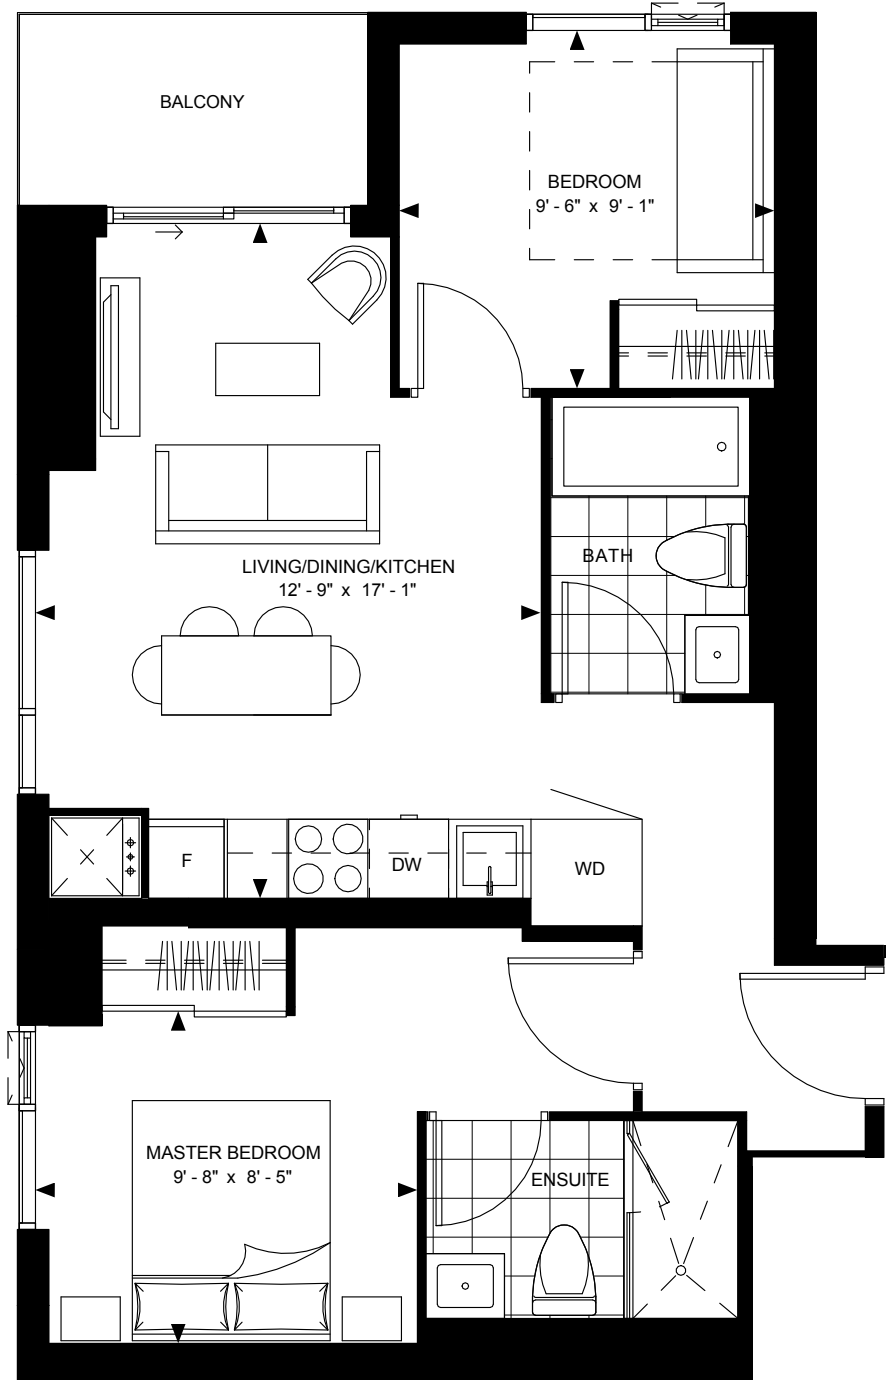 BALCONY
BEDROOM
9' - 6" x 9' - 1"
LIVING/DINING/KITCHEN
12' - 9" x 17' - 1"
BATH
F
DW
WD
MASTER BEDROOM
9' - 8" x 8' - 5"
ENSUITE